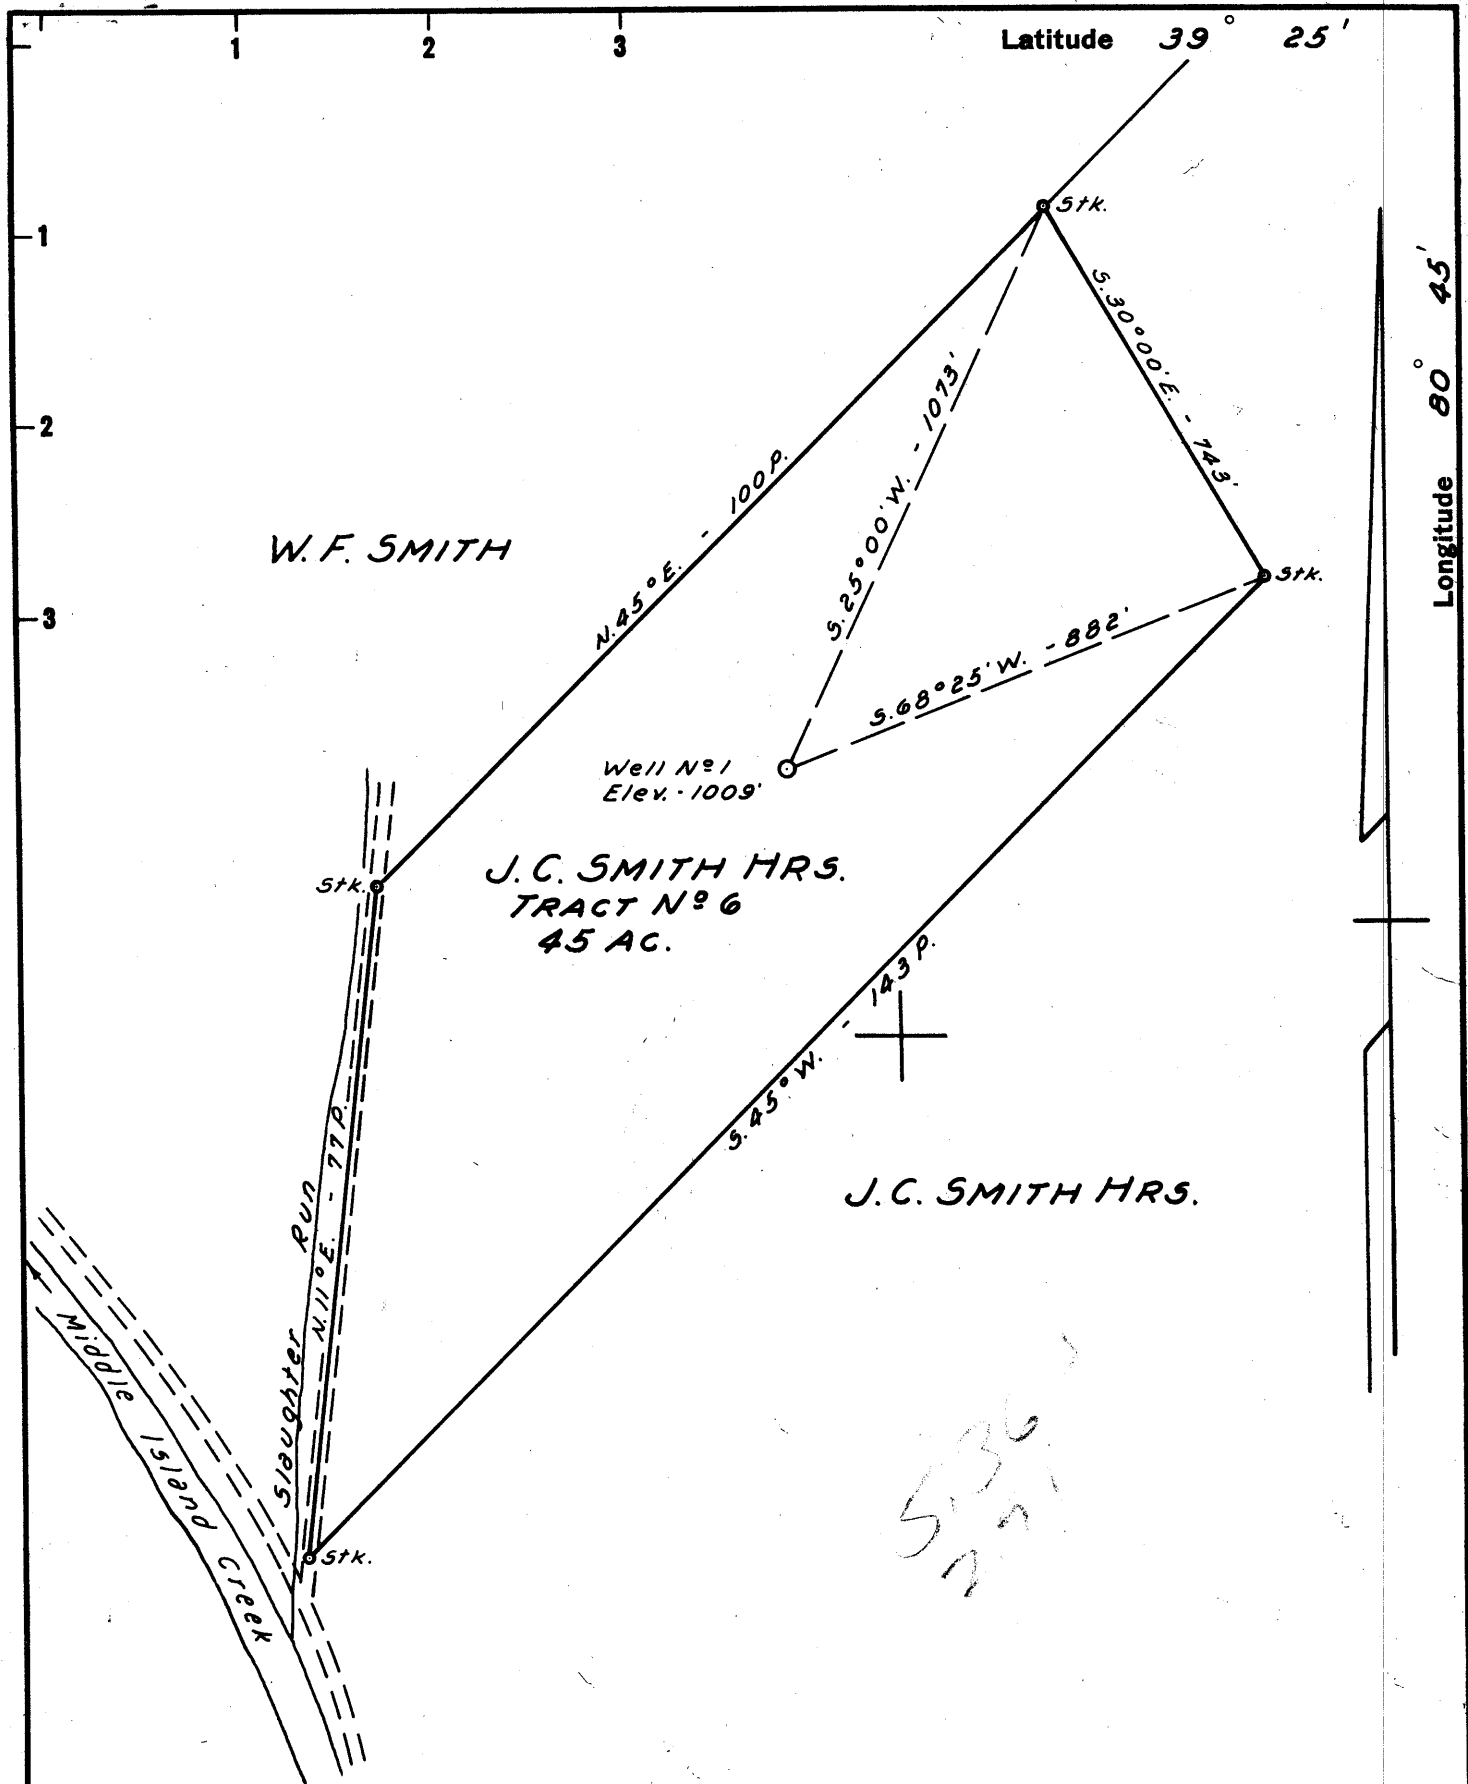 1 2 3 Latitude 39° 25'
1
2
3
Longitude 80° 45'
Stk.
S. 30° 00' E. - 743'
S. 25° 00' W. - 1073'
N. 45° E. - 100 P.
W. F. SMITH
Stk.
S. 68° 25' W. - 882'
Well Nº 1
Elev. - 1009'
Stk.
J. C. SMITH HRS.
TRACT Nº 6
45 AC.
S. 45° W. - 143 P.
N. 11° E. - 77 P.
Slaughter Run
J. C. SMITH HRS.
Middle Island Creek
Stk.